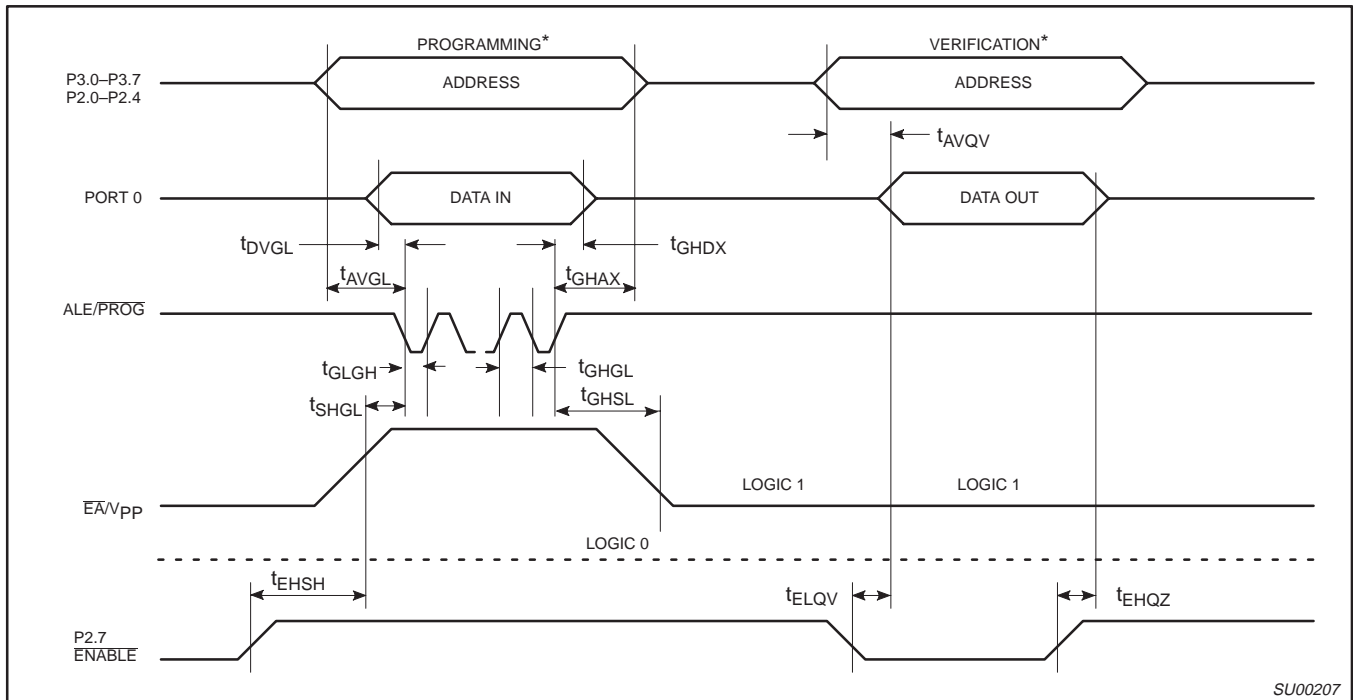 PROGRAMMING* VERIFICATION*
P3.0–P3.7
P2.0–P2.4
ADDRESS ADDRESS
tAVQV
PORT 0 DATA IN DATA OUT
tDVGL tGHDX
tAVGL tGHAX
ALE/PROG
tGLGH tGHGL
tSHGL tGHSL
LOGIC 1 LOGIC 1
EA/VPP
LOGIC 0
tEHSH
tELQV tEHQZ
P2.7
ENABLE
SU00207